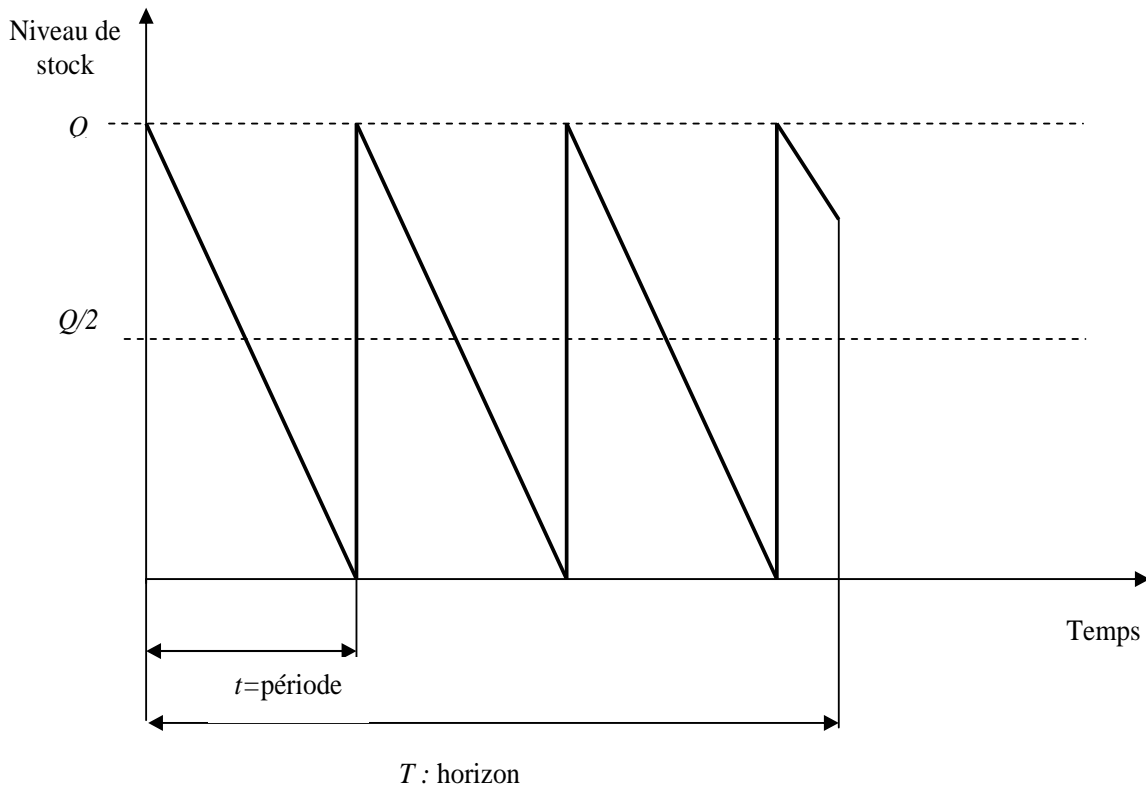 Niveau de
stock
Q
Q/2
Temps
t=période
T : horizon